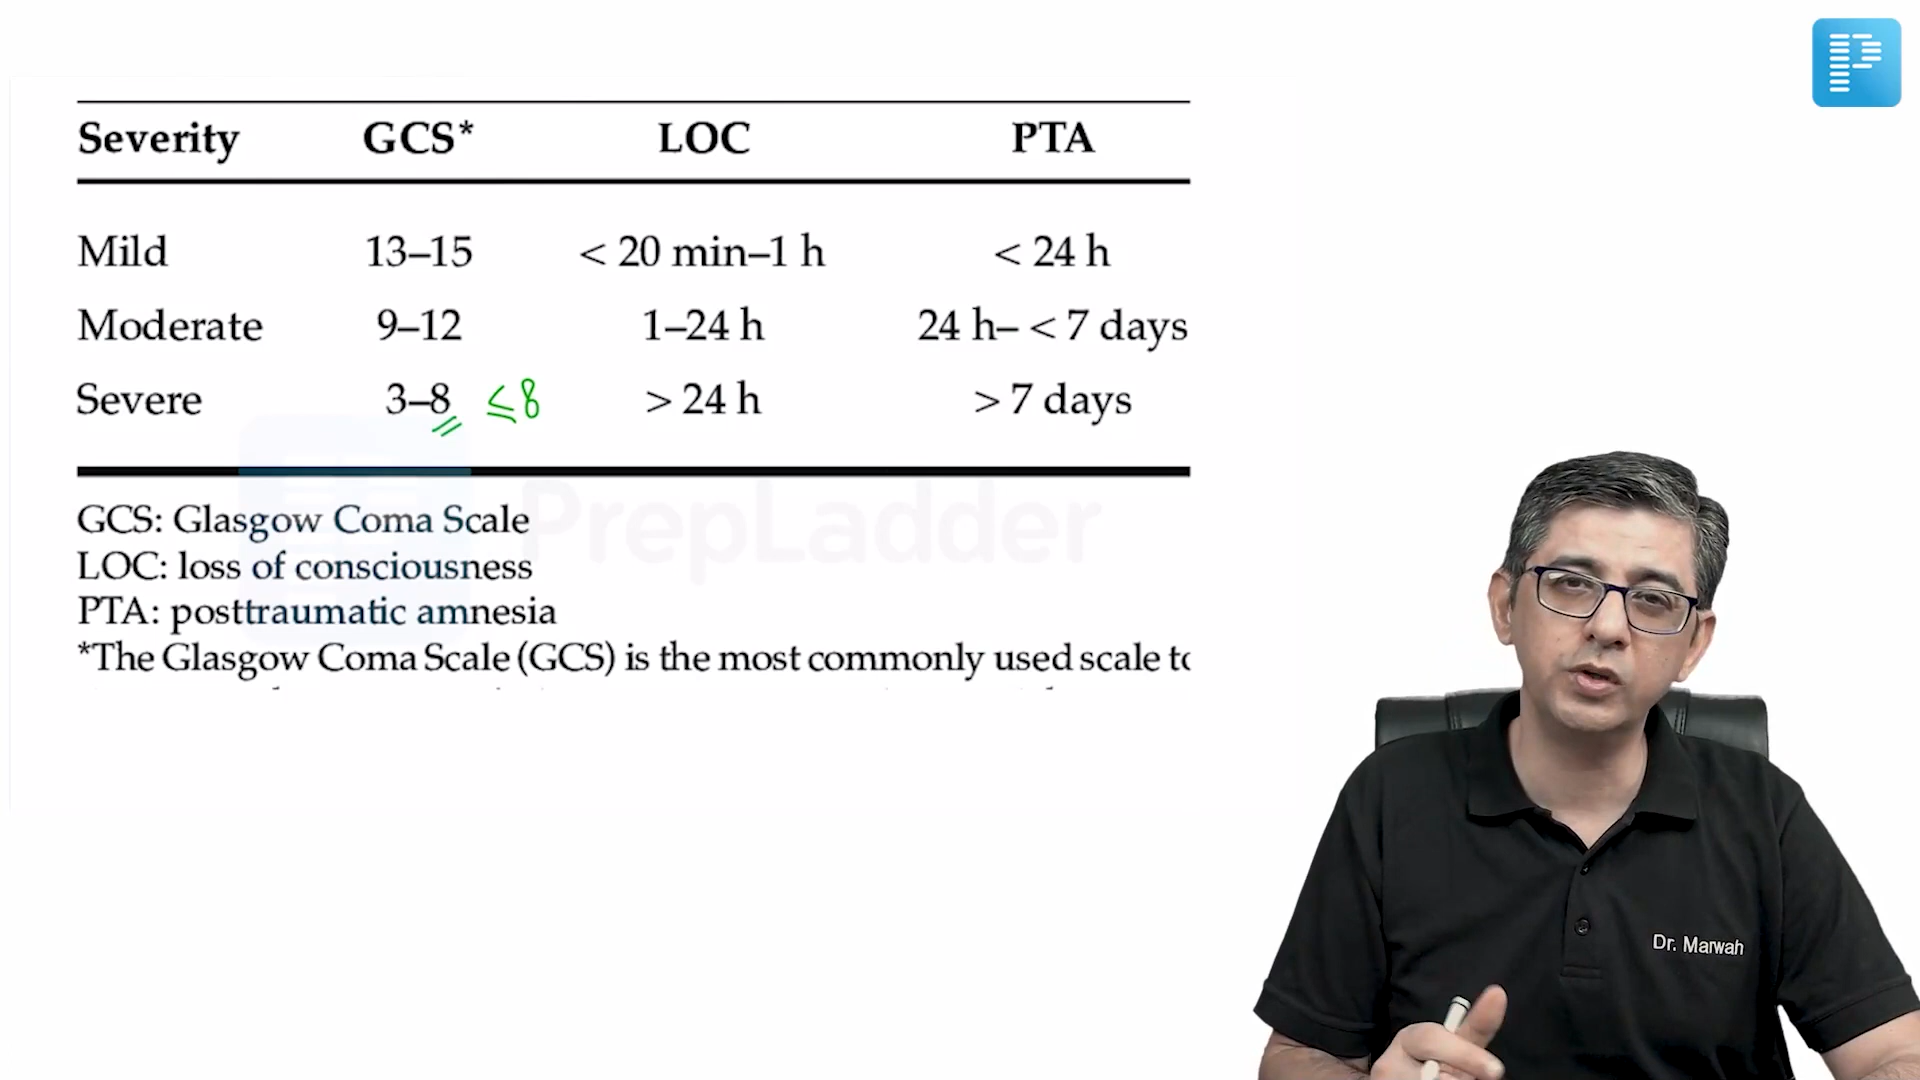 Severity GCS* LOC PTA
Mild 13–15 < 20 min–1 h < 24 h
Moderate 9–12 1–24 h 24 h– < 7 days
Severe 3–8 ≤8 > 24 h > 7 days
PrepLadder
GCS: Glasgow Coma Scale
LOC: loss of consciousness
PTA: posttraumatic amnesia
*The Glasgow Coma Scale (GCS) is the most commonly used scale to
Dr. Marwah